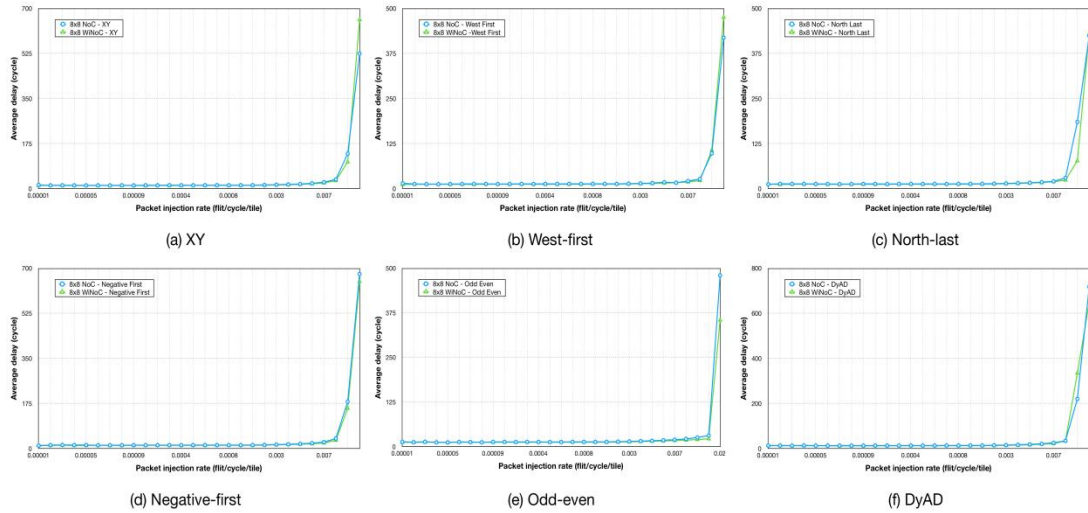 700
525
350
175
0
Average delay (cycle)
8x8 NoC - XY
8x8 WiNoC - XY
0.00001
0.00005
0.00009
0.0004
0.0008
0.003
0.007
Packet injection rate (flit/cycle/tile)
(a) XY
500
375
250
125
0
Average delay (cycle)
8x8 NoC - West First
8x8 WiNoC -West First
0.00001
0.00005
0.00009
0.0004
0.0008
0.003
0.007
Packet injection rate (flit/cycle/tile)
(b) West-first
500
375
250
125
0
Average delay (cycle)
8x8 NoC - North Last
8x8 WiNoC - North Last
0.00001
0.00005
0.00009
0.0004
0.0008
0.003
0.007
Packet injection rate (flit/cycle/tile)
(c) North-last
700
525
350
175
0
Average delay (cycle)
8x8 NoC - Negative First
8x8 WiNoC - Negative First
0.00001
0.00005
0.00009
0.0004
0.0008
0.003
0.007
Packet injection rate (flit/cycle/tile)
(d) Negative-first
500
375
250
125
0
Average delay (cycle)
8x8 NoC - Odd Even
8x8 WiNoC - Odd Even
0.00001
0.00005
0.00009
0.0004
0.0008
0.003
0.007
0.02
Packet injection rate (flit/cycle/tile)
(e) Odd-even
800
600
400
200
0
Average delay (cycle)
8x8 NoC - DyAD
8x8 WiNoC - DyAD
0.00001
0.00005
0.00009
0.0004
0.0008
0.003
0.007
Packet injection rate (flit/cycle/tile)
(f) DyAD